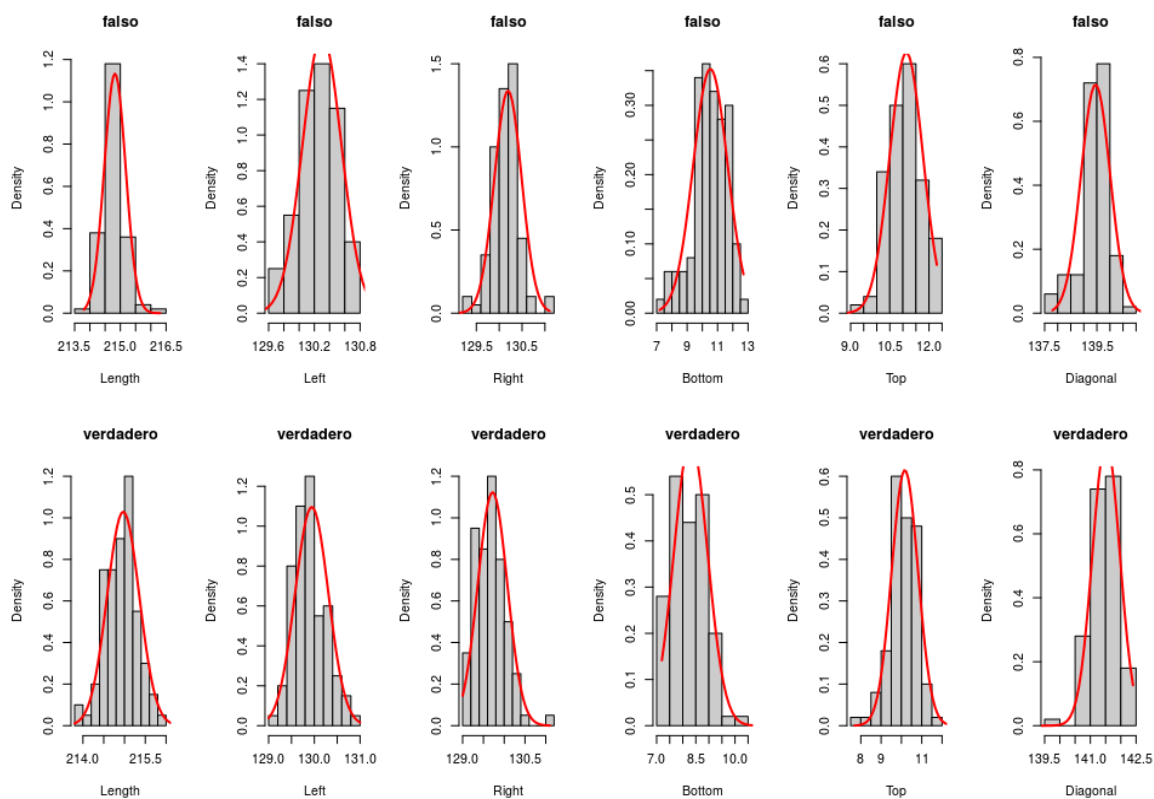 falso falso falso falso falso falso
Density 0.0 0.2 0.4 0.6 0.8 1.0 1.2
213.5 215.0 216.5
Length
Density 0.0 0.2 0.4 0.6 0.8 1.0 1.2 1.4
129.6 130.2 130.8
Left
Density 0.0 0.5 1.0 1.5
129.5 130.5
Right
Density 0.00 0.10 0.20 0.30
7 9 11 13
Bottom
Density 0.0 0.1 0.2 0.3 0.4 0.5 0.6
9.0 10.5 12.0
Top
Density 0.0 0.2 0.4 0.6 0.8
137.5 139.5
Diagonal
verdadero verdadero verdadero verdadero verdadero verdadero
Density 0.0 0.2 0.4 0.6 0.8 1.0 1.2
214.0 215.5
Length
Density 0.0 0.2 0.4 0.6 0.8 1.0 1.2
129.0 130.0 131.0
Left
Density 0.0 0.2 0.4 0.6 0.8 1.0 1.2
129.0 130.5
Right
Density 0.0 0.1 0.2 0.3 0.4 0.5
7.0 8.5 10.0
Bottom
Density 0.0 0.1 0.2 0.3 0.4 0.5 0.6
8 9 11
Top
Density 0.0 0.2 0.4 0.6 0.8
139.5 141.0 142.5
Diagonal